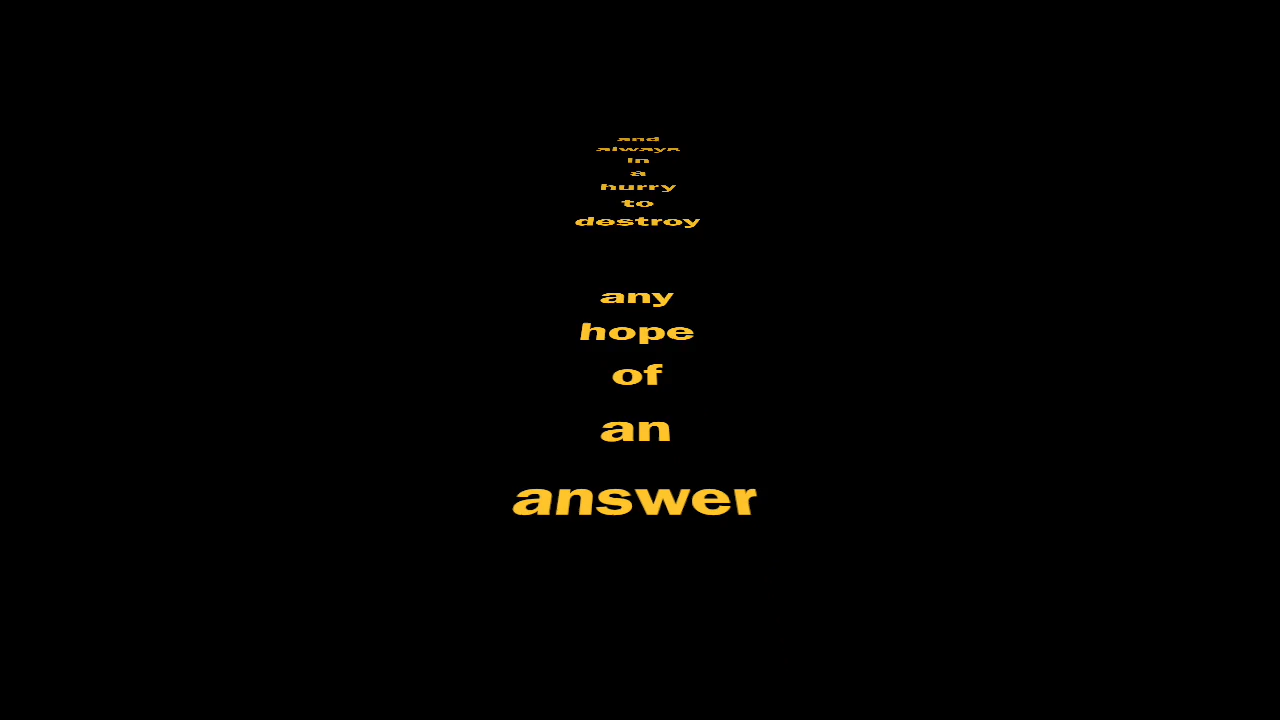 and
always
in
a
hurry
to
destroy
any
hope
of
an
answer